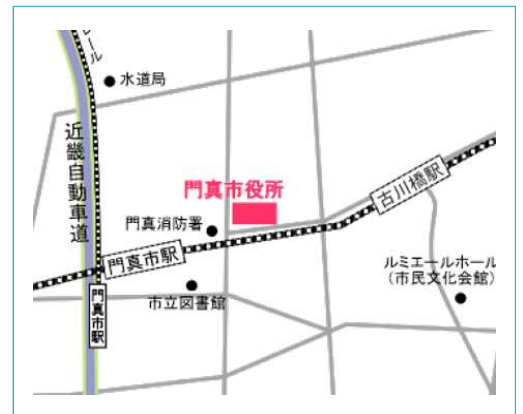 ール
水道局
近畿自動車道
門真市役所
古川橋駅
門真消防署
門真市駅
ルミエールホール
(市民文化会館)
市立図書館
門真市駅